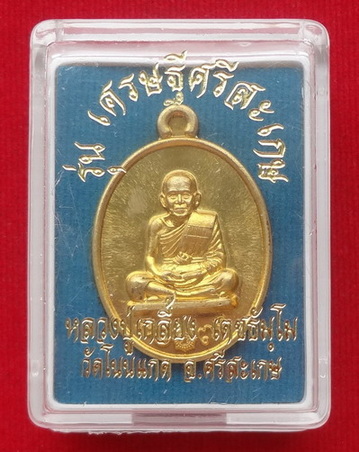 รุ่น เศรษฐีศรีสะเกษ
หลวงปู่เฉลียง เตชธัมฺโม
วัดโนนแกด อ.ศรีสะเกษ